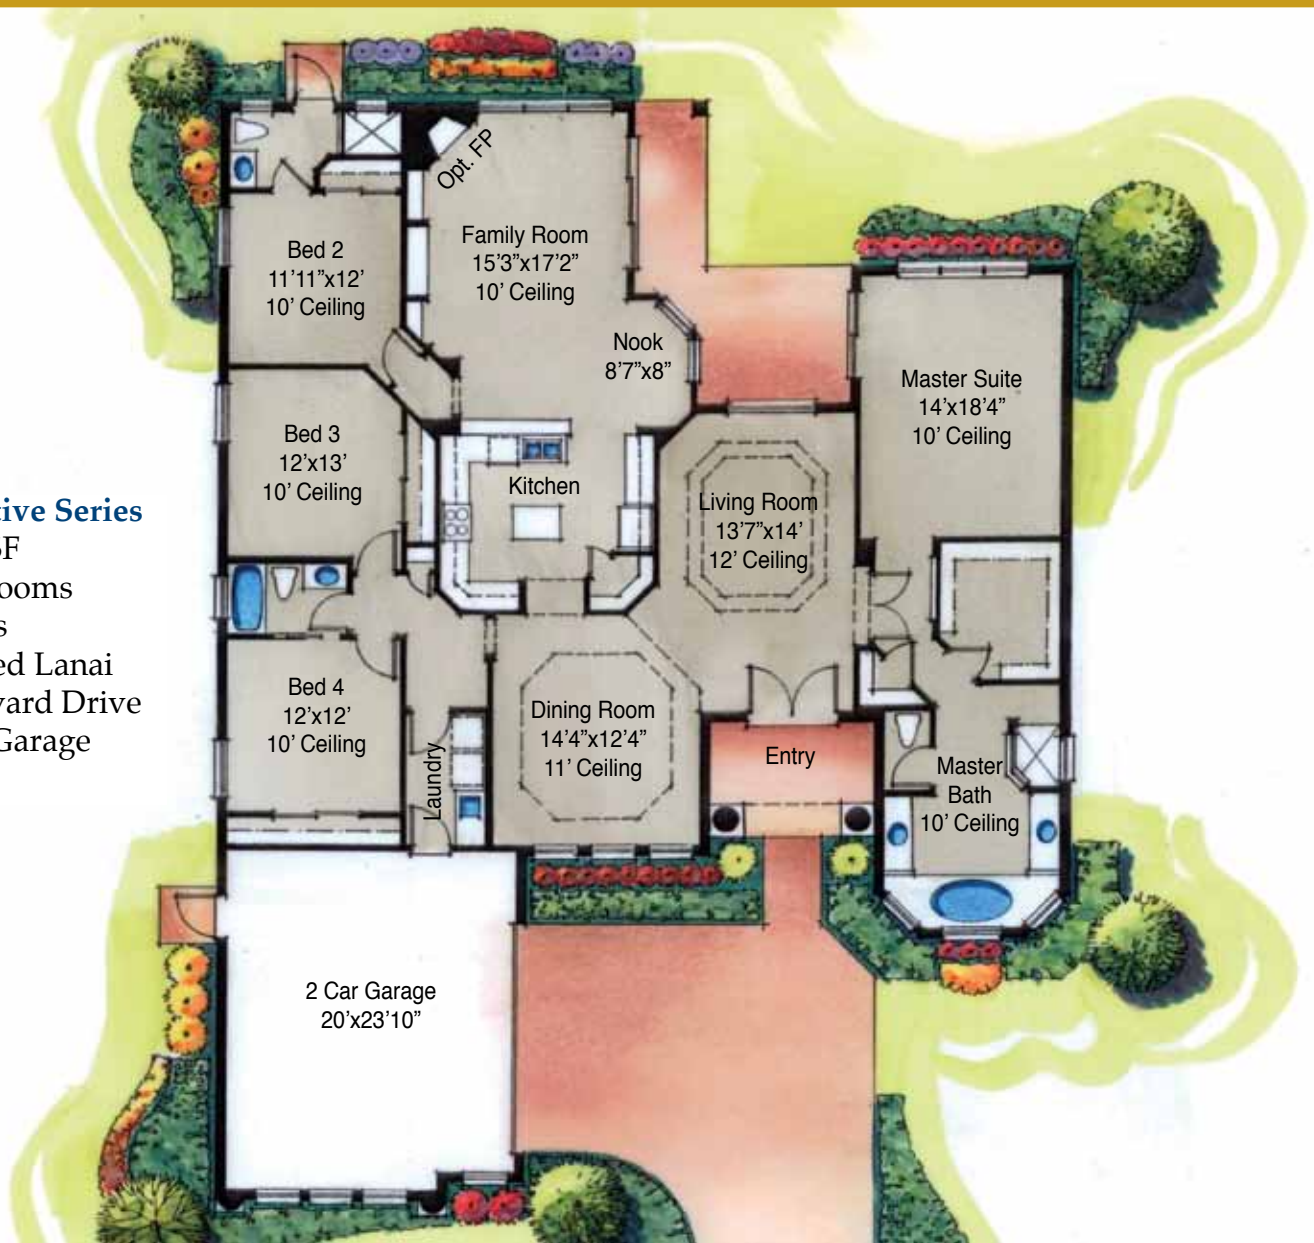 Opt. FP
Family Room
15'3"x17'2"
10' Ceiling
Bed 2
11'11"x12'
10' Ceiling
Nook
8'7"x8"
Master Suite
14'x18'4"
10' Ceiling
Bed 3
12'x13'
10' Ceiling
Kitchen
Living Room
13'7"x14'
12' Ceiling
tive Series
SF
ooms
s
ed Lanai
yard Drive
Garage
Bed 4
12'x12'
10' Ceiling
Laundry
Dining Room
14'4"x12'4"
11' Ceiling
Entry
Master
Bath
10' Ceiling
2 Car Garage
20'x23'10"